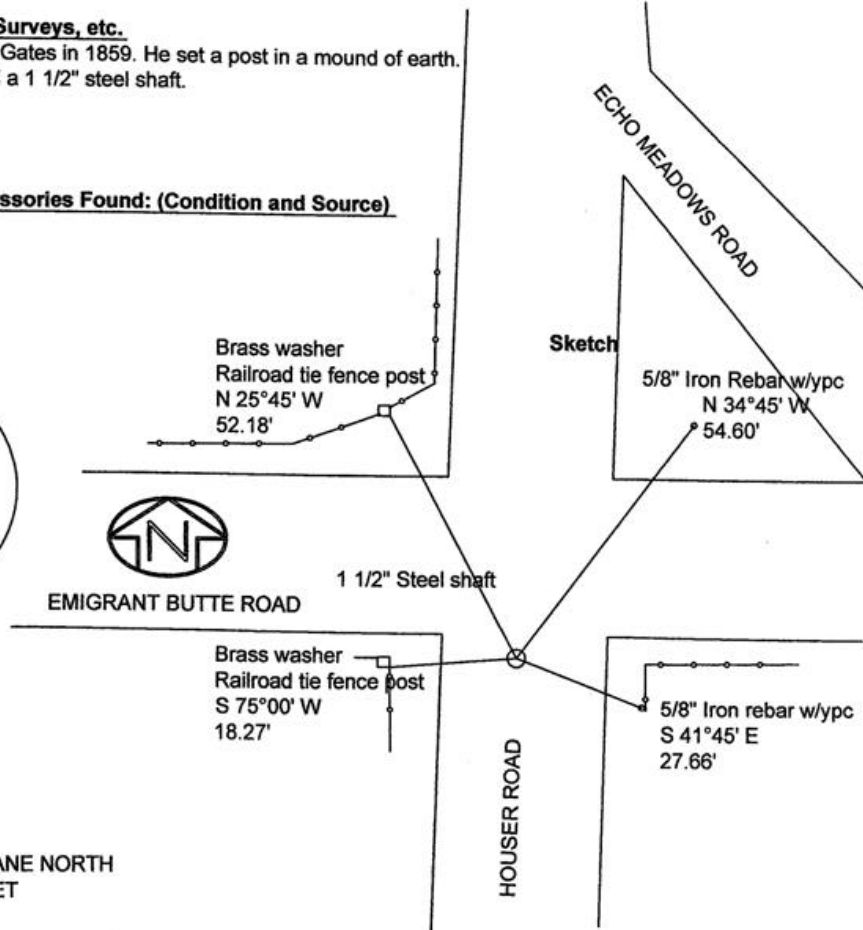 Surveys, etc.
Gates in 1859. He set a post in a mound of earth.
a 1 1/2" steel shaft.
ssories Found: (Condition and Source)
ECHO MEADOWS ROAD
Sketch
Brass washer
Railroad tie fence post
N 25°45' W
52.18'
5/8" Iron Rebar w/ypc
N 34°45' W
54.60'
N
1 1/2" Steel shaft
EMIGRANT BUTTE ROAD
Brass washer
Railroad tie fence post
S 75°00' W
18.27'
5/8" Iron rebar w/ypc
S 41°45' E
27.66'
HOUSER ROAD
ANE NORTH
ET